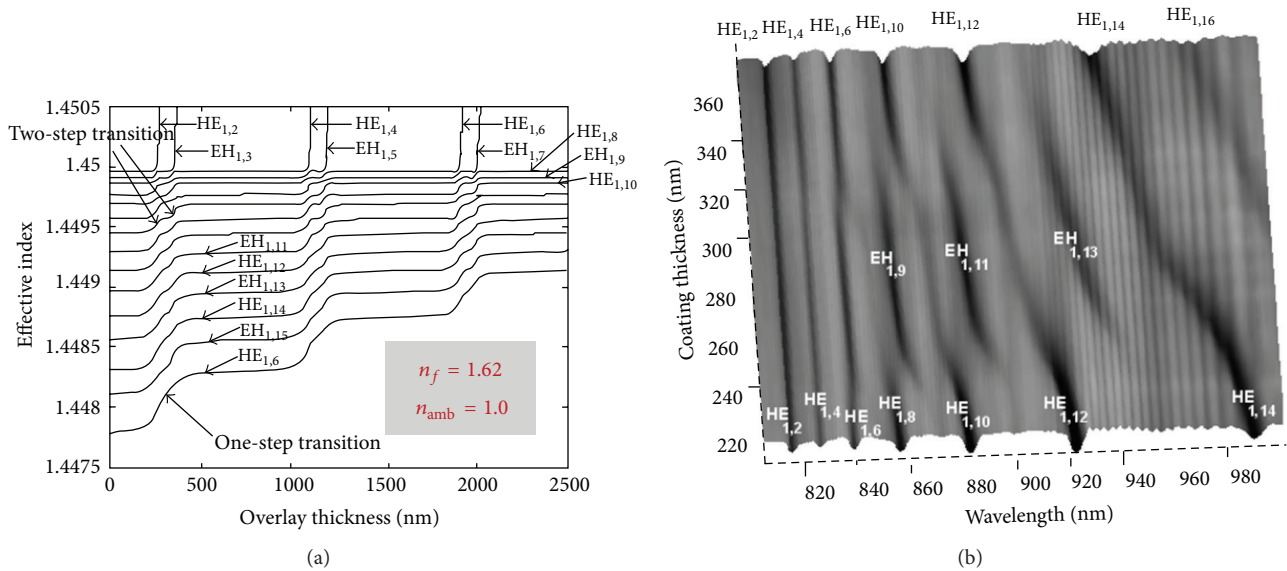 1.4505
1.45
1.4495
1.449
1.4485
1.448
1.4475
Effective index
Two-step transition
HE1,2
EH1,3
HE1,4
EH1,5
HE1,6
EH1,7
HE1,8
EH1,9
HE1,10
EH1,11
HE1,12
EH1,13
HE1,14
EH1,15
HE1,6
One-step transition
nf = 1.62
namb = 1.0
0 500 1000 1500 2000 2500
Overlay thickness (nm)
(a)
HE1,2 HE1,4 HE1,6 HE1,10 HE1,12 HE1,14 HE1,16
360
340
320
300
280
260
240
220
Coating thickness (nm)
EH1,9
EH1,11
EH1,13
HE1,2
HE1,4
HE1,6
HE1,8
HE1,10
HE1,12
HE1,14
820 840 860 880 900 920 940 960 980
Wavelength (nm)
(b)